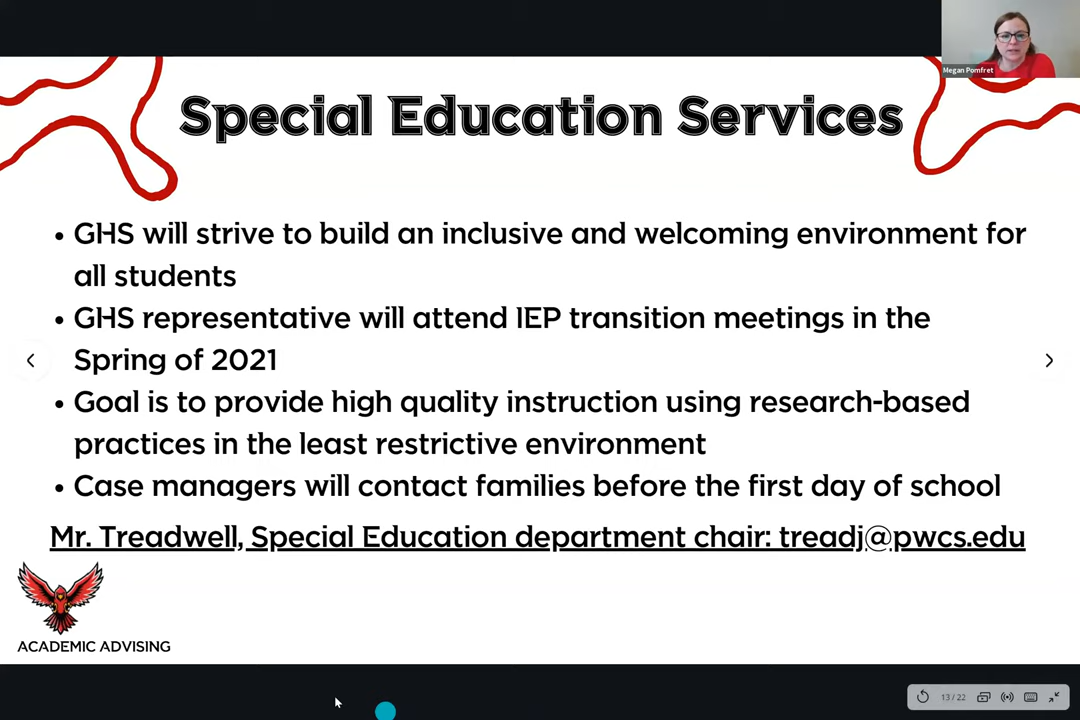 Megan Pomfret
Special Education Services
• GHS will strive to build an inclusive and welcoming environment for
all students
• GHS representative will attend IEP transition meetings in the
Spring of 2021
• Goal is to provide high quality instruction using research-based
practices in the least restrictive environment
• Case managers will contact families before the first day of school
Mr. Treadwell, Special Education department chair: treadj@pwcs.edu
ACADEMIC ADVISING
13 / 22